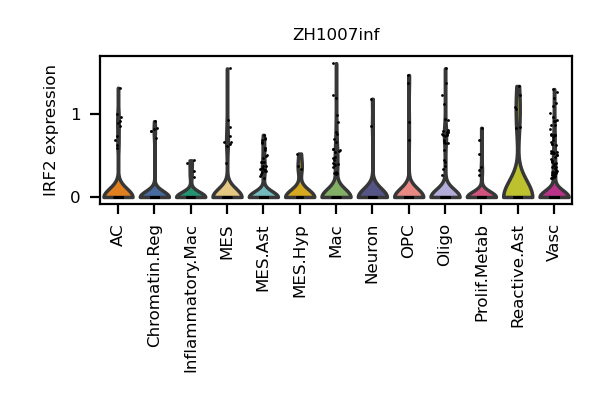 ZH1007inf
IRF2 expression
1
0
AC
Chromatin.Reg
Inflammatory.Mac
MES
MES.Ast
MES.Hyp
Mac
Neuron
OPC
Oligo
Prolif.Metab
Reactive.Ast
Vasc